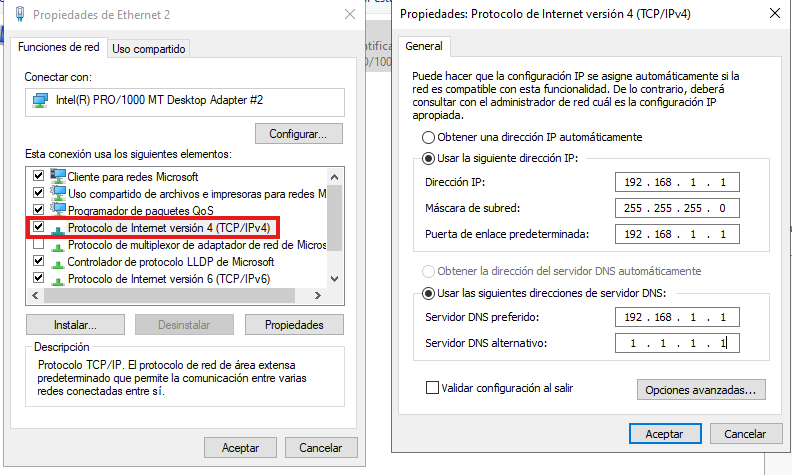 Propiedades de Ethernet 2
Funciones de red
Uso compartido
Conectar con:
Intel(R) PRO/1000 MT Desktop Adapter #2
Configurar...
Esta conexión usa los siguientes elementos:
Cliente para redes Microsoft
Uso compartido de archivos e impresoras para redes M
Programador de paquetes QoS
Protocolo de Internet versión 4 (TCP/IPv4)
Protocolo de multiplexor de adaptador de red de Micros
Controlador de protocolo LLDP de Microsoft
Protocolo de Internet versión 6 (TCP/IPv6)
Instalar...
Desinstalar
Propiedades
Descripción
Protocolo TCP/IP. El protocolo de red de área extensa
predeterminado que permite la comunicación entre varias
redes conectadas entre sí.
Aceptar
Cancelar
Propiedades: Protocolo de Internet versión 4 (TCP/IPv4)
General
Puede hacer que la configuración IP se asigne automáticamente si la
red es compatible con esta funcionalidad. De lo contrario, deberá
consultar con el administrador de red cuál es la configuración IP
apropiada.
Obtener una dirección IP automáticamente
Usar la siguiente dirección IP:
Dirección IP:
192 . 168 . 1 . 1
Máscara de subred:
255 . 255 . 255 . 0
Puerta de enlace predeterminada:
192 . 168 . 1 . 1
Obtener la dirección del servidor DNS automáticamente
Usar las siguientes direcciones de servidor DNS:
Servidor DNS preferido:
192 . 168 . 1 . 1
Servidor DNS alternativo:
1 . 1 . 1 . 1
Validar configuración al salir
Opciones avanzadas...
Aceptar
Cancelar